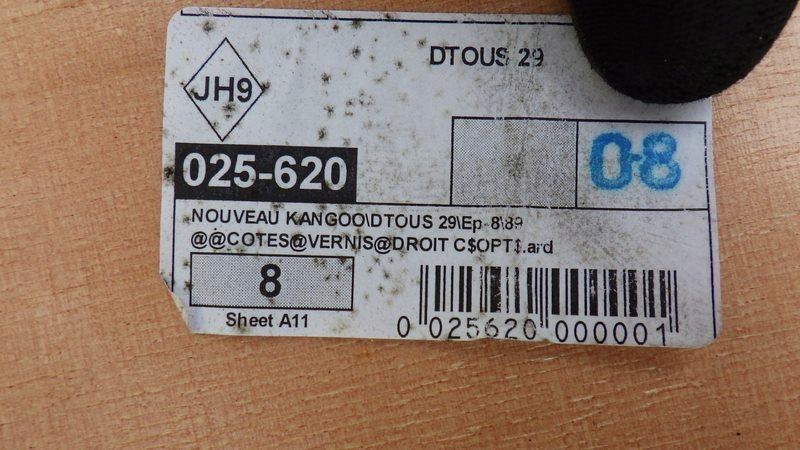 JH9
DTOUS 29
025-620
08
NOUVEAU KANGOO\DTOUS 29\Ep-8\89
@@COTES@VERNIS@DROIT C$OPT$.ard
8
Sheet A11
0 025620 000001